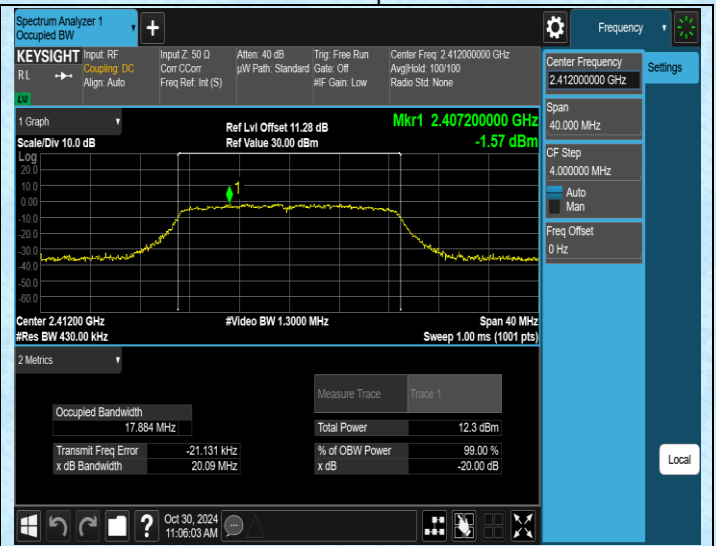 Spectrum Analyzer 1
Occupied BW
Frequency
KEYSIGHT
RL
LXI
Input: RF
Coupling: DC
Align: Auto
Input Z: 50 Ω
Corr CCorr
Freq Ref: Int (S)
Atten: 40 dB
µW Path: Standard
Trig: Free Run
Gate: Off
#IF Gain: Low
Center Freq: 2.412000000 GHz
Avg|Hold: 100/100
Radio Std: None
Center Frequency
2.412000000 GHz
Settings
Span
40.000 MHz
CF Step
4.000000 MHz
Auto
Man
Freq Offset
0 Hz
1 Graph
Scale/Div 10.0 dB
Ref Lvl Offset 11.28 dB
Ref Value 30.00 dBm
Mkr1 2.407200000 GHz
-1.57 dBm
Log
20.0
10.0
0.00
-10.0
-20.0
-30.0
-40.0
-50.0
-60.0
1
Center 2.41200 GHz
#Res BW 430.00 kHz
#Video BW 1.3000 MHz
Span 40 MHz
Sweep 1.00 ms (1001 pts)
2 Metrics
Measure Trace Trace 1
Occupied Bandwidth
17.884 MHz
Total Power 12.3 dBm
Transmit Freq Error -21.131 kHz
% of OBW Power 99.00 %
x dB Bandwidth 20.09 MHz
x dB -20.00 dB
Local
?
Oct 30, 2024
11:06:03 AM